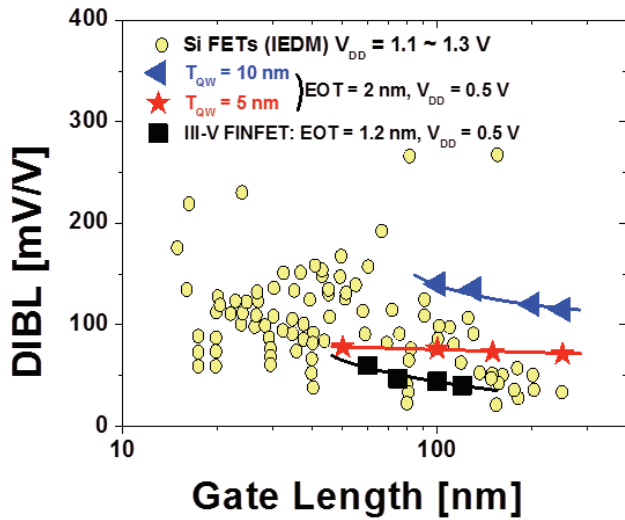 Si FETs (IEDM) V_DD = 1.1 ~ 1.3 V
T_QW = 10 nm
EOT = 2 nm, V_DD = 0.5 V
T_QW = 5 nm
III-V FINFET: EOT = 1.2 nm, V_DD = 0.5 V
400
300
200
100
0
DIBL [mV/V]
10
100
Gate Length [nm]